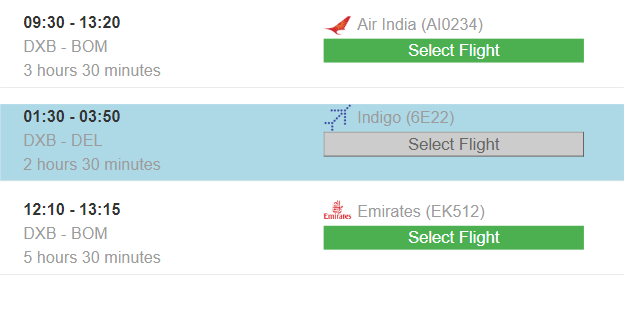 09:30 - 13:20
Air India (AI0234)
DXB - BOM
Select Flight
3 hours 30 minutes
01:30 - 03:50
Indigo (6E22)
DXB - DEL
Select Flight
2 hours 30 minutes
12:10 - 13:15
Emirates
Emirates (EK512)
DXB - BOM
Select Flight
5 hours 30 minutes